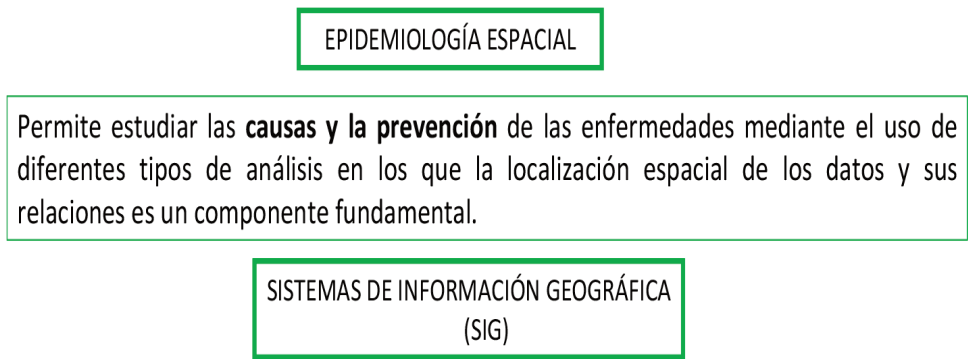 EPIDEMIOLOGÍA ESPACIAL
Permite estudiar las causas y la prevención de las enfermedades mediante el uso de
diferentes tipos de análisis en los que la localización espacial de los datos y sus
relaciones es un componente fundamental.
SISTEMAS DE INFORMACIÓN GEOGRÁFICA
(SIG)